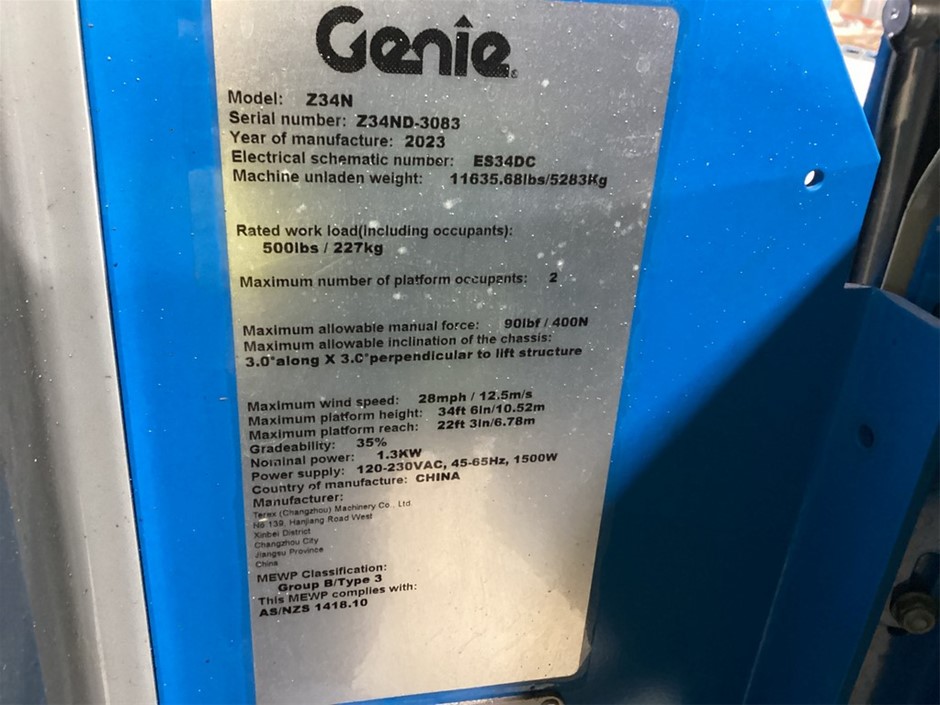 Genie
Model: Z34N
Serial number: Z34ND-3083
Year of manufacture: 2023
Electrical schematic number: ES34DC
Machine unladen weight: 11635.68lbs/5283Kg
Rated work load(including occupants):
500lbs / 227kg
Maximum number of platform occupants: 2
Maximum allowable manual force: 90lbf / 400N
Maximum allowable inclination of the chassis:
3.0°along X 3.0°perpendicular to lift structure
Maximum wind speed: 28mph / 12.5m/s
Maximum platform height: 34ft 6in/10.52m
Maximum platform reach: 22ft 3in/6.78m
Gradeability: 35%
Nominal power: 1.3KW
Power supply: 120-230VAC, 45-65Hz, 1500W
Country of manufacture: CHINA
Manufacturer:
Terex (Changzhou) Machinery Co., Ltd.
No 139, Hanjiang Road West
Xinbei District
Changzhou City
Jiangsu Province
China
MEWP Classification:
Group B/Type 3
This MEWP complies with:
AS/NZS 1418.10